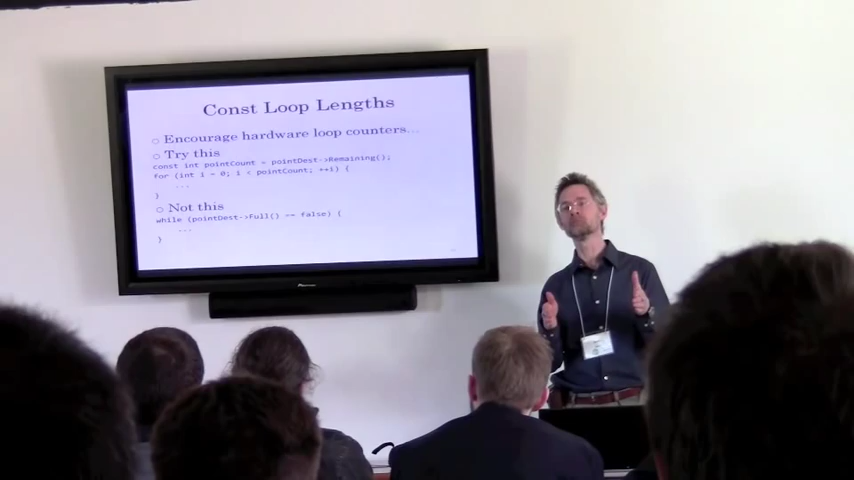 Const Loop Lengths
○ Encourage hardware loop counters...
○ Try this
const int pointCount = pointDest->Remaining();
for (int i = 0; i < pointCount; ++i) {
...
}
○ Not this
while (pointDest->Full() == false) {
...
}
Pioneer